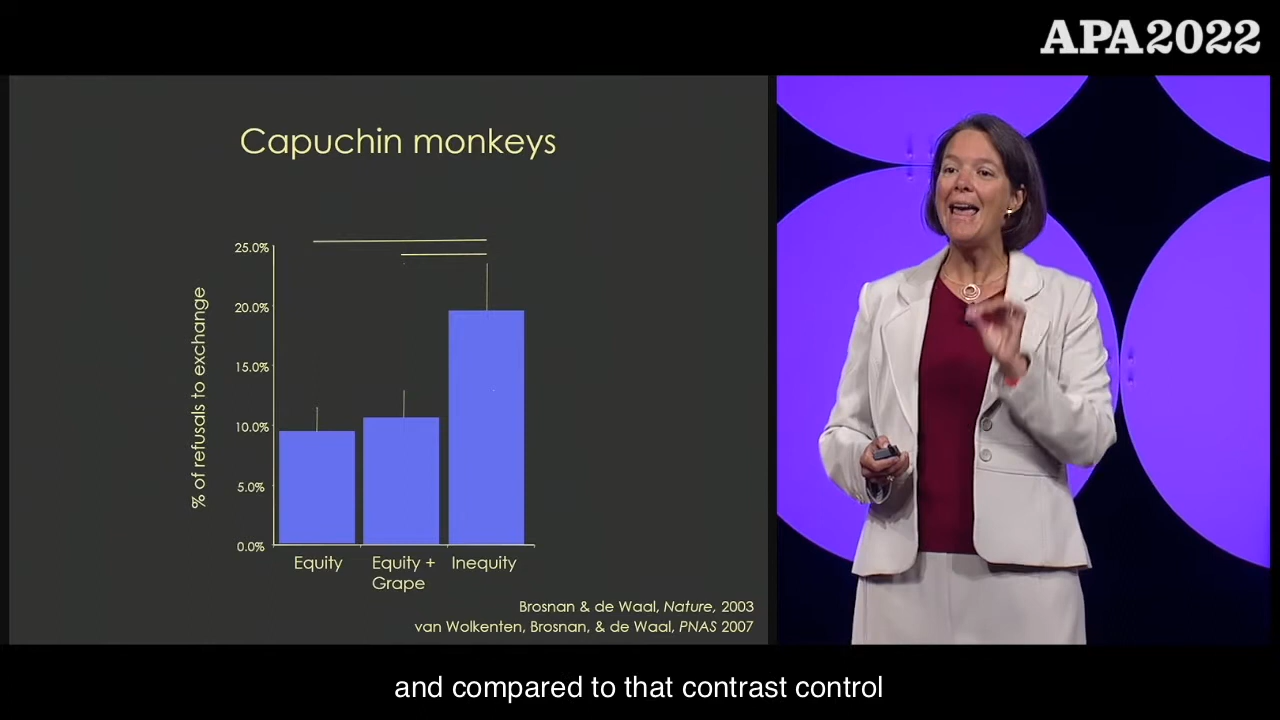 APA2022
Capuchin monkeys
% of refusals to exchange
25.0%
20.0%
15.0%
10.0%
5.0%
0.0%
Equity
Equity +
Grape
Inequity
Brosnan & de Waal, Nature, 2003
van Wolkenten, Brosnan, & de Waal, PNAS 2007
and compared to that contrast control